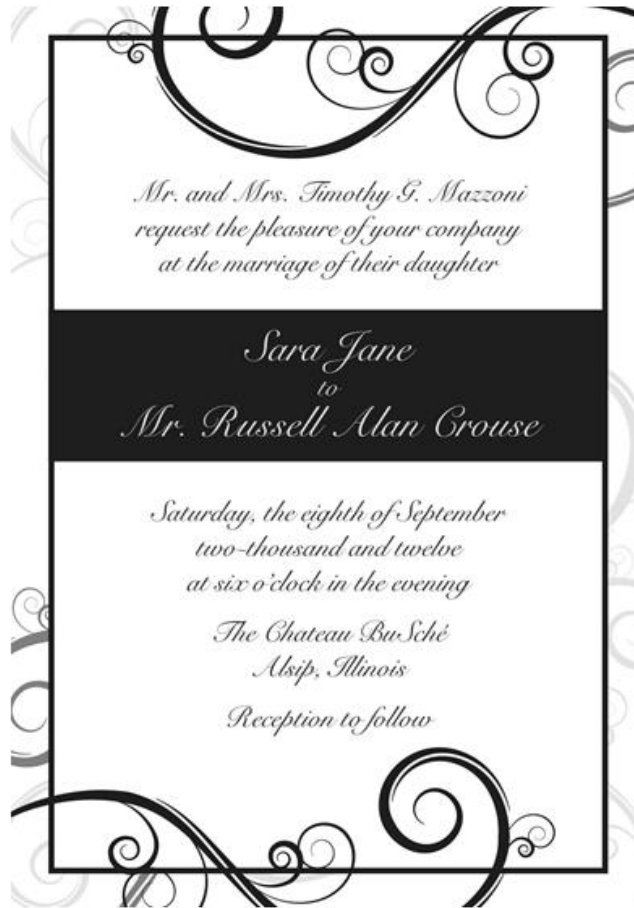 Mr. and Mrs. Timothy G. Mazzoni
request the pleasure of your company
at the marriage of their daughter
Sara Jane
to
Mr. Russell Alan Crouse
Saturday, the eighth of September
two-thousand and twelve
at six o'clock in the evening
The Chateau BuSché
Alsip, Illinois
Reception to follow